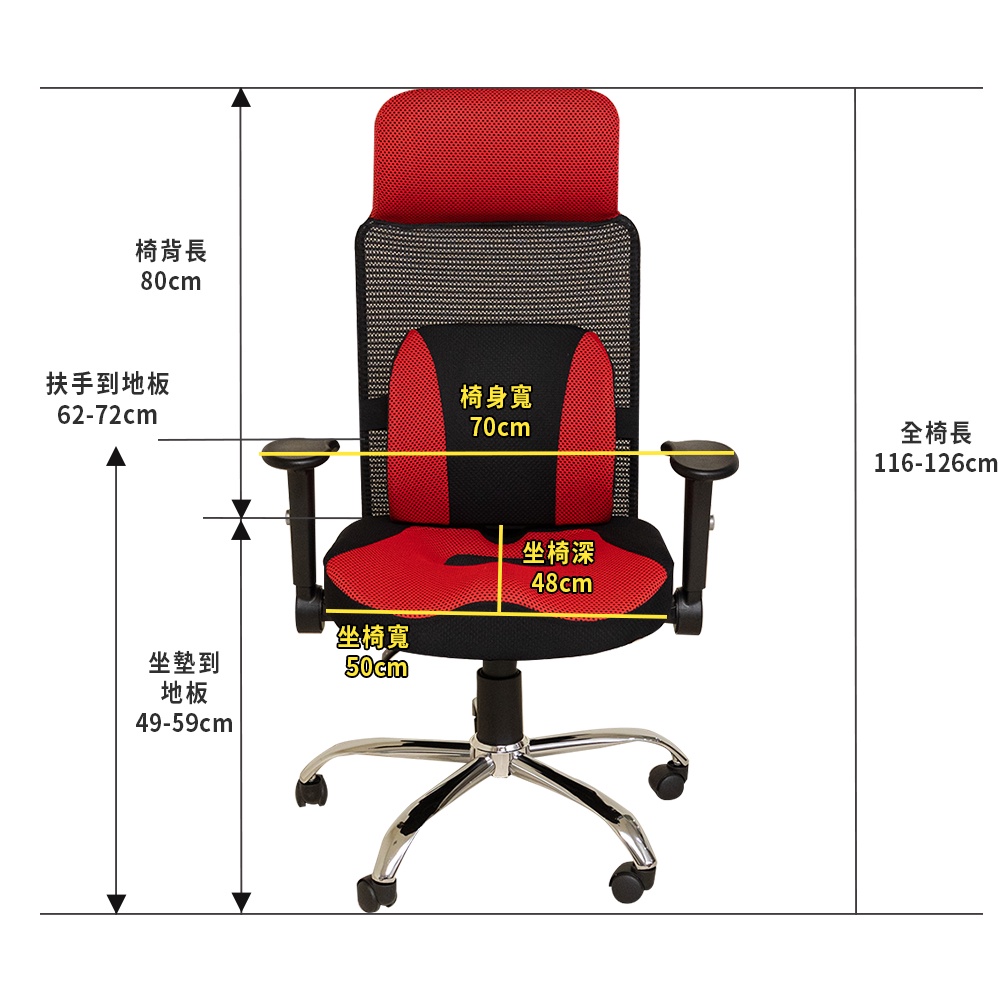 椅背長
80cm
扶手到地板
62-72cm
椅身寬
70cm
全椅長
116-126cm
坐椅深
48cm
坐椅寬
50cm
坐墊到
地板
49-59cm